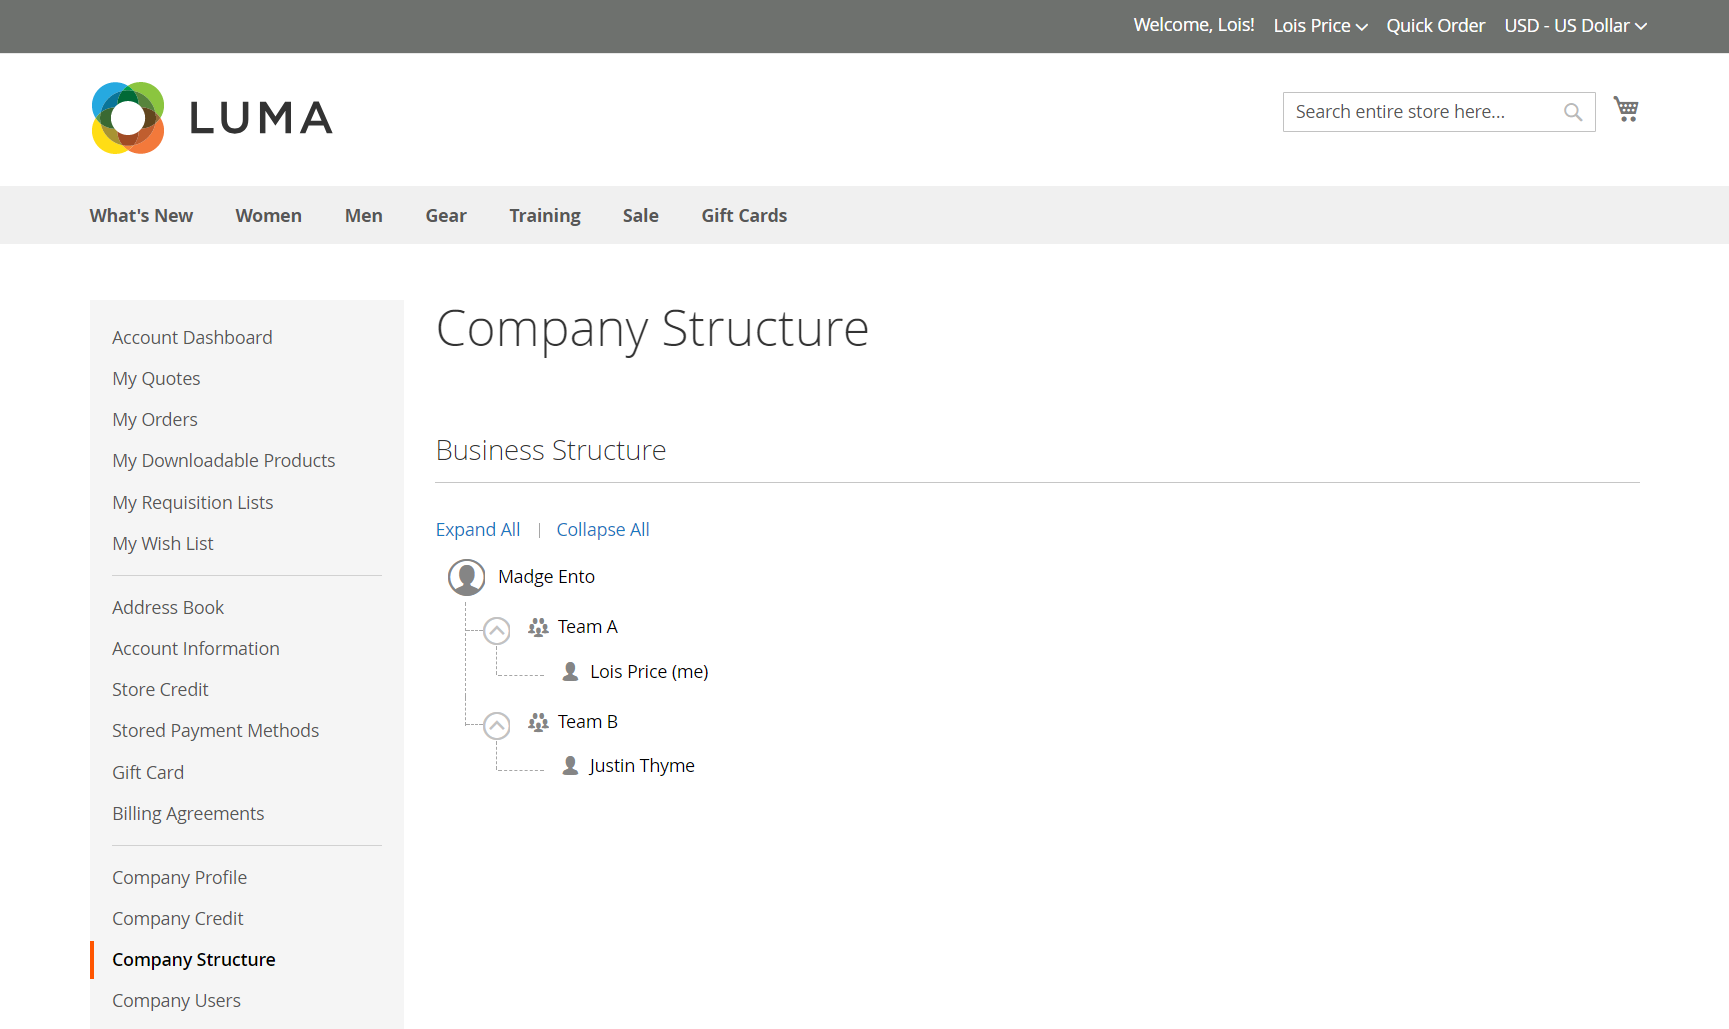 Welcome, Lois! Lois Price Quick Order USD - US Dollar
LUMA
Search entire store here...
What's New Women Men Gear Training Sale Gift Cards
Account Dashboard
My Quotes
My Orders
My Downloadable Products
My Requisition Lists
My Wish List
Address Book
Account Information
Store Credit
Stored Payment Methods
Gift Card
Billing Agreements
Company Profile
Company Credit
Company Structure
Company Users
Company Structure
Business Structure
Expand All | Collapse All
Madge Ento
Team A
Lois Price (me)
Team B
Justin Thyme